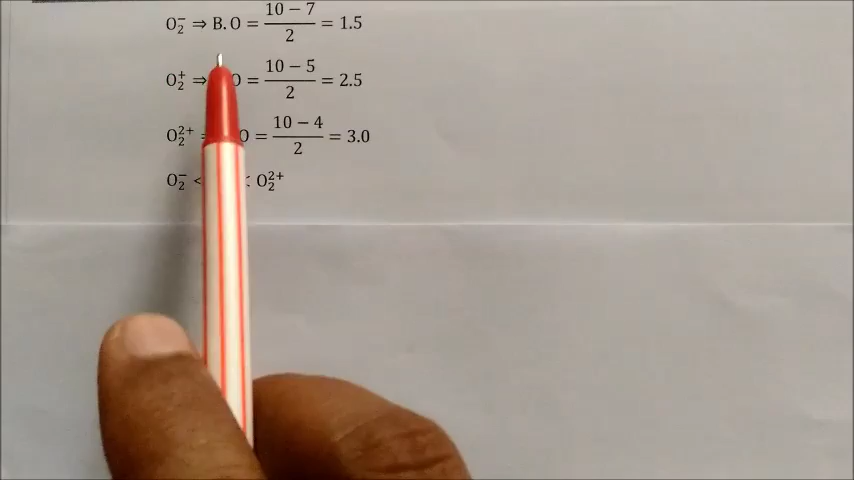 O₂⁻ ⇒ B.O = (10 − 7)/2 = 1.5
O₂⁺ ⇒ O = (10 − 5)/2 = 2.5
O₂²⁺ = O = (10 − 4)/2 = 3.0
O₂⁻ < < O₂²⁺